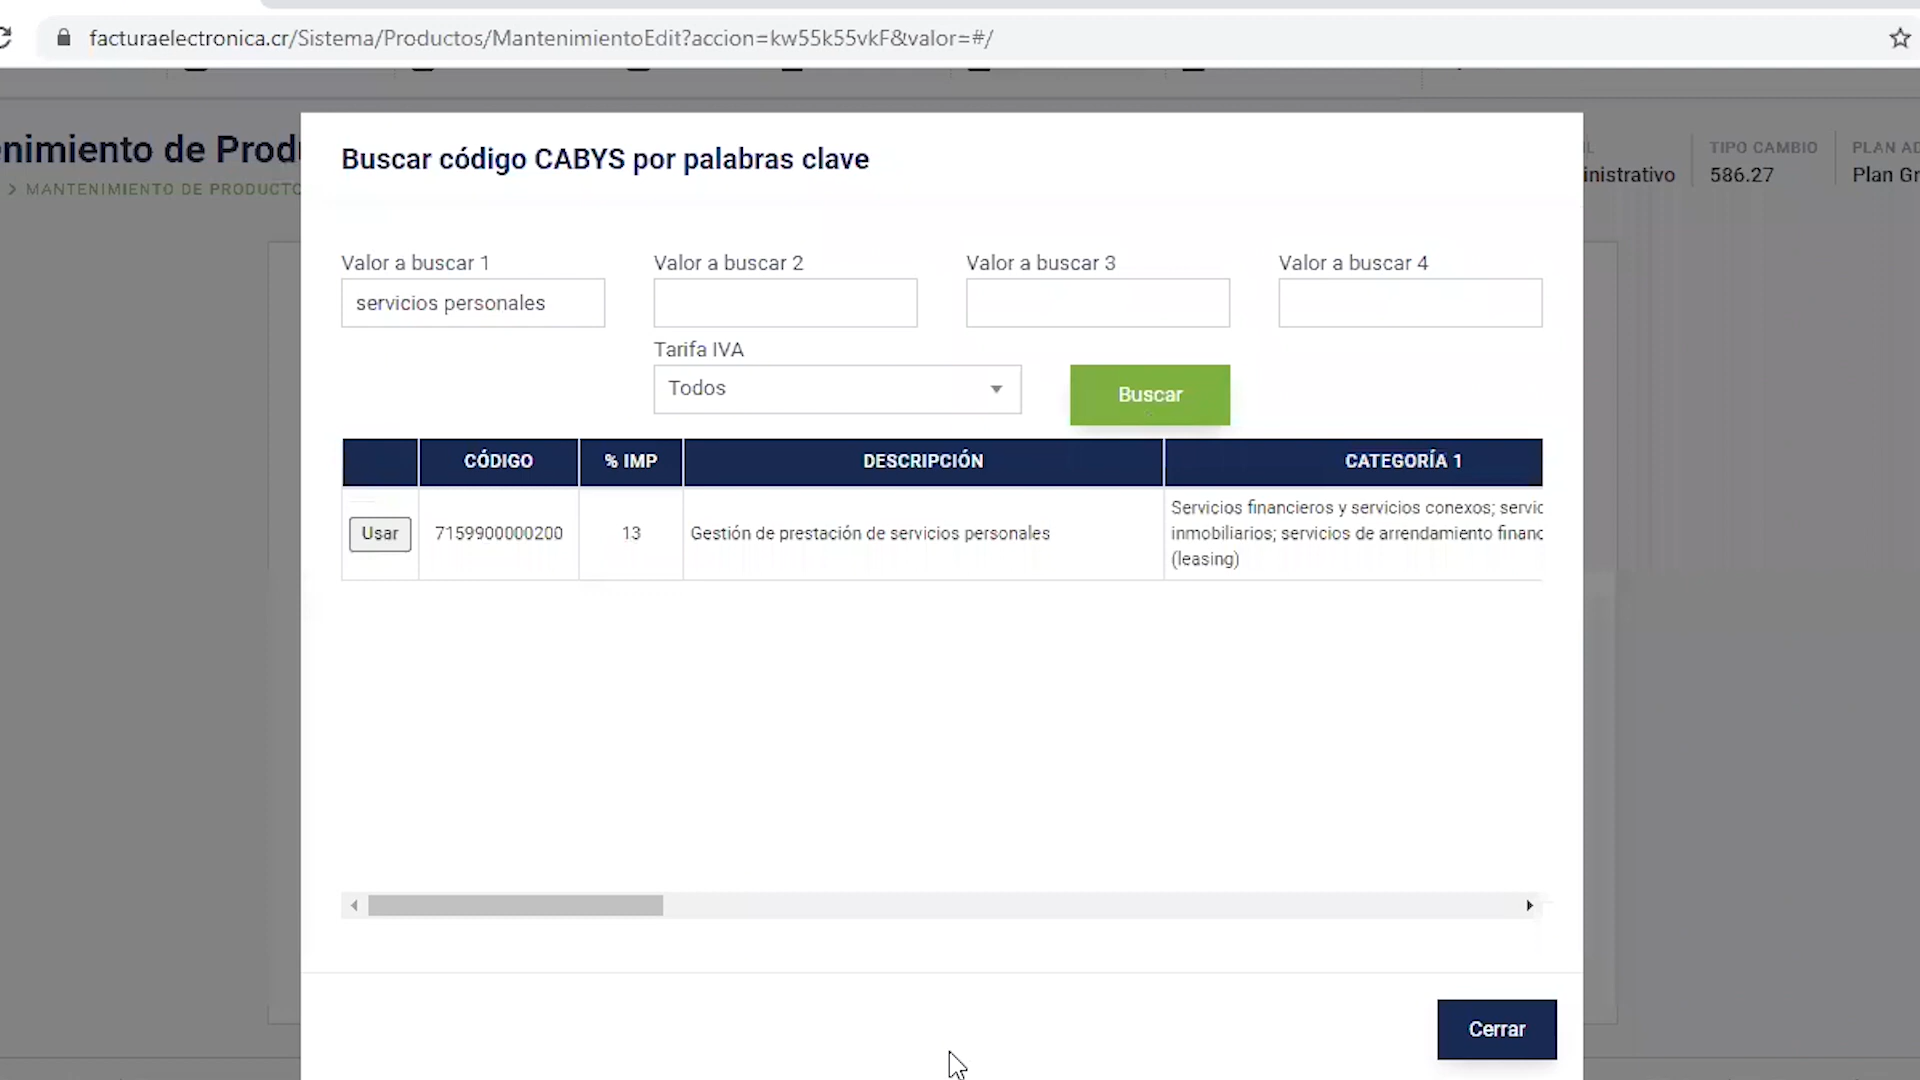 facturaelectronica.cr/Sistema/Productos/MantenimientoEdit?accion=kw55k55vkF&valor=#/
nimiento de Prod
> MANTENIMIENTO DE PRODUCTO
IL
inistrativo
TIPO CAMBIO
586.27
PLAN AD
Plan Gr
Buscar código CABYS por palabras clave
Valor a buscar 1
Valor a buscar 2
Valor a buscar 3
Valor a buscar 4
servicios personales
Tarifa IVA
Todos
Buscar
CÓDIGO
% IMP
DESCRIPCIÓN
CATEGORÍA 1
Usar
7159900000200
13
Gestión de prestación de servicios personales
Servicios financieros y servicios conexos; servic
inmobiliarios; servicios de arrendamiento financ
(leasing)
Cerrar